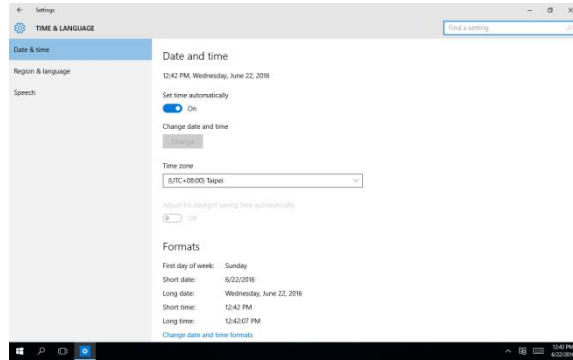 Settings
TIME & LANGUAGE
Find a setting
Date & time
Region & language
Speech
Date and time
12:42 PM, Wednesday, June 22, 2016
Set time automatically
On
Change date and time
Change
Time zone
(UTC+08:00) Taipei
Adjust for daylight saving time automatically
Off
Formats
First day of week: Sunday
Short date: 6/22/2016
Long date: Wednesday, June 22, 2016
Short time: 12:42 PM
Long time: 12:42:07 PM
Change date and time formats
12:42 PM
6/22/2016